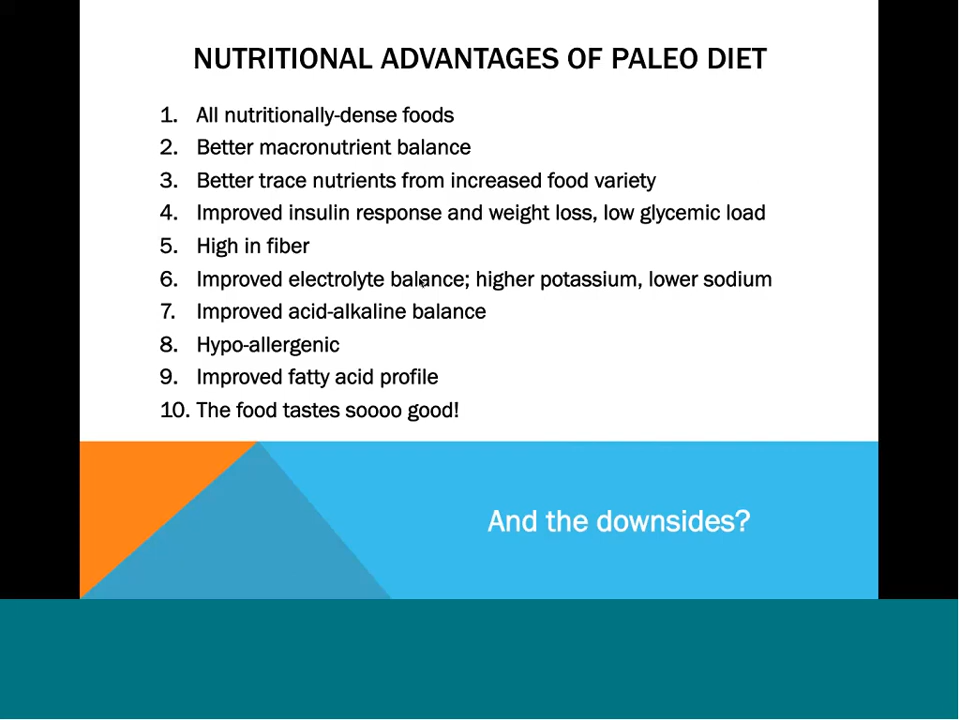 NUTRITIONAL ADVANTAGES OF PALEO DIET
1. All nutritionally-dense foods
2. Better macronutrient balance
3. Better trace nutrients from increased food variety
4. Improved insulin response and weight loss, low glycemic load
5. High in fiber
6. Improved electrolyte balance; higher potassium, lower sodium
7. Improved acid-alkaline balance
8. Hypo-allergenic
9. Improved fatty acid profile
10. The food tastes soooo good!
And the downsides?